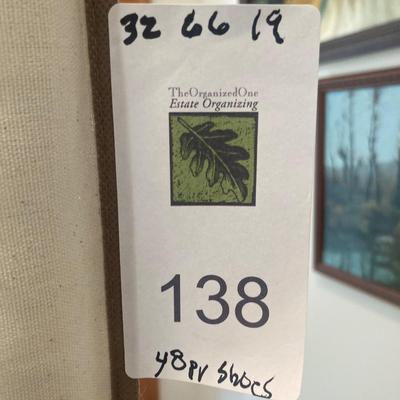 32 66 19
TheOrganizedOne
Estate Organizing
138
48pr shoes